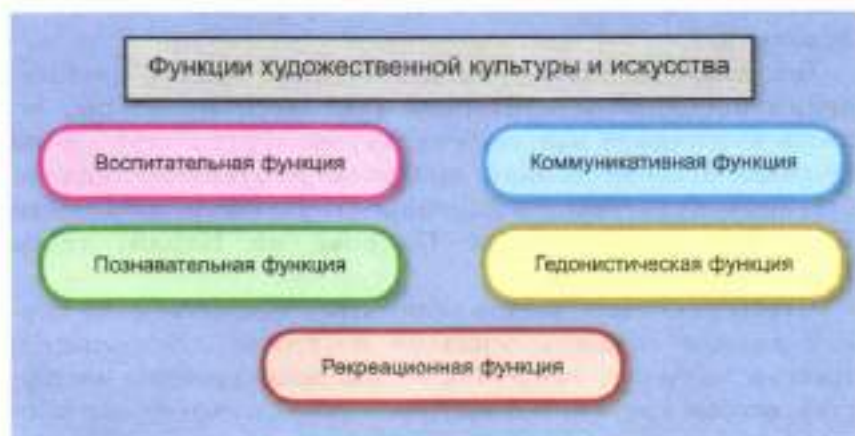 Функции художественной культуры и искусства
Воспитательная функция
Коммуникативная функция
Познавательная функция
Гедонистическая функция
Рекреационная функция